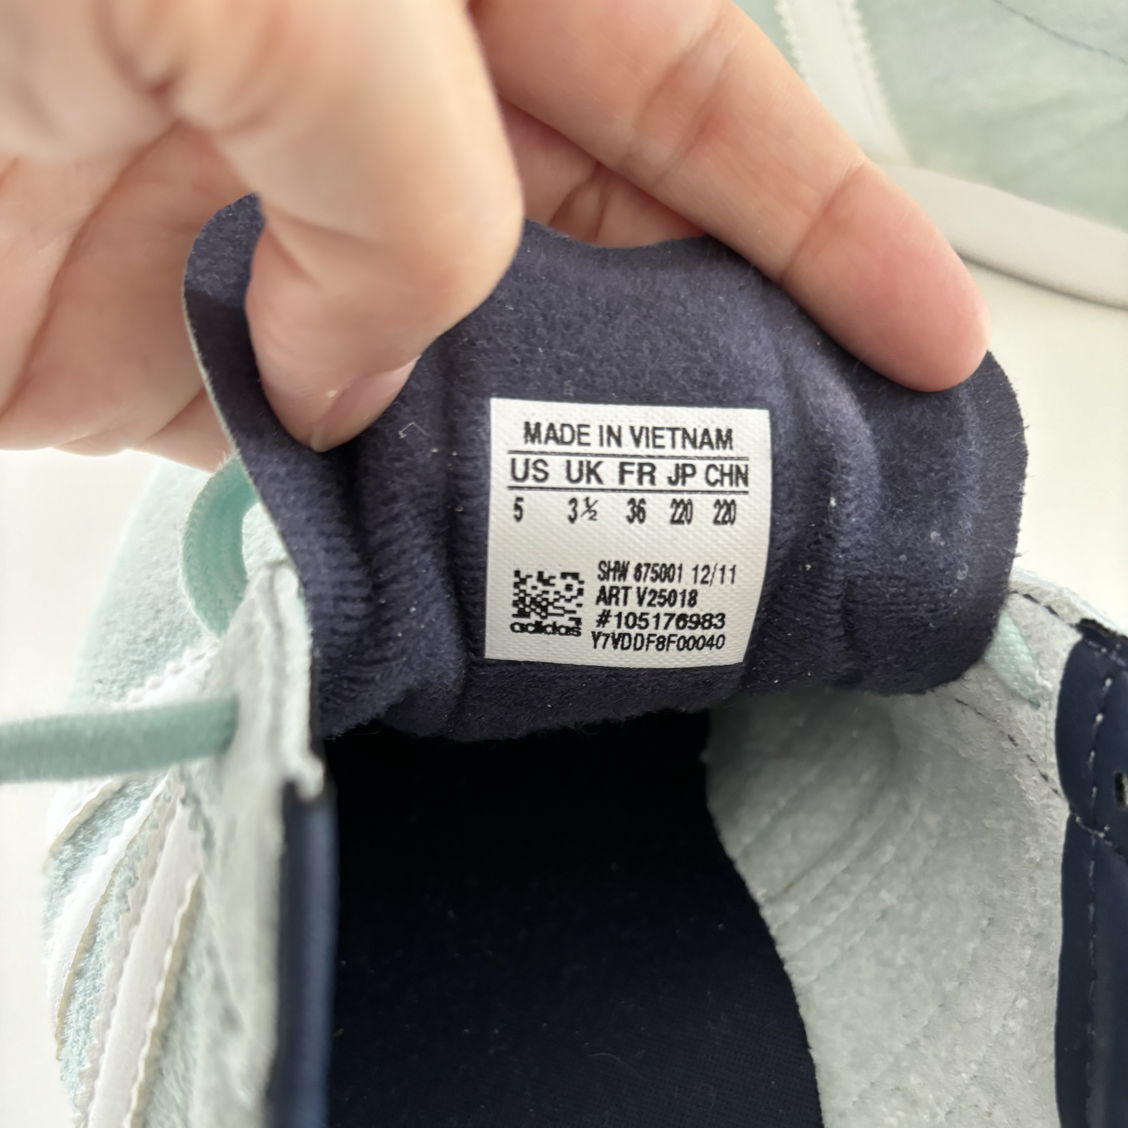 MADE IN VIETNAM
US UK FR JP CHN
5 3½ 36 220 220
SHW 675001 12/11
ART V25018
#105176983
Y7VDDF8F00040
adidas